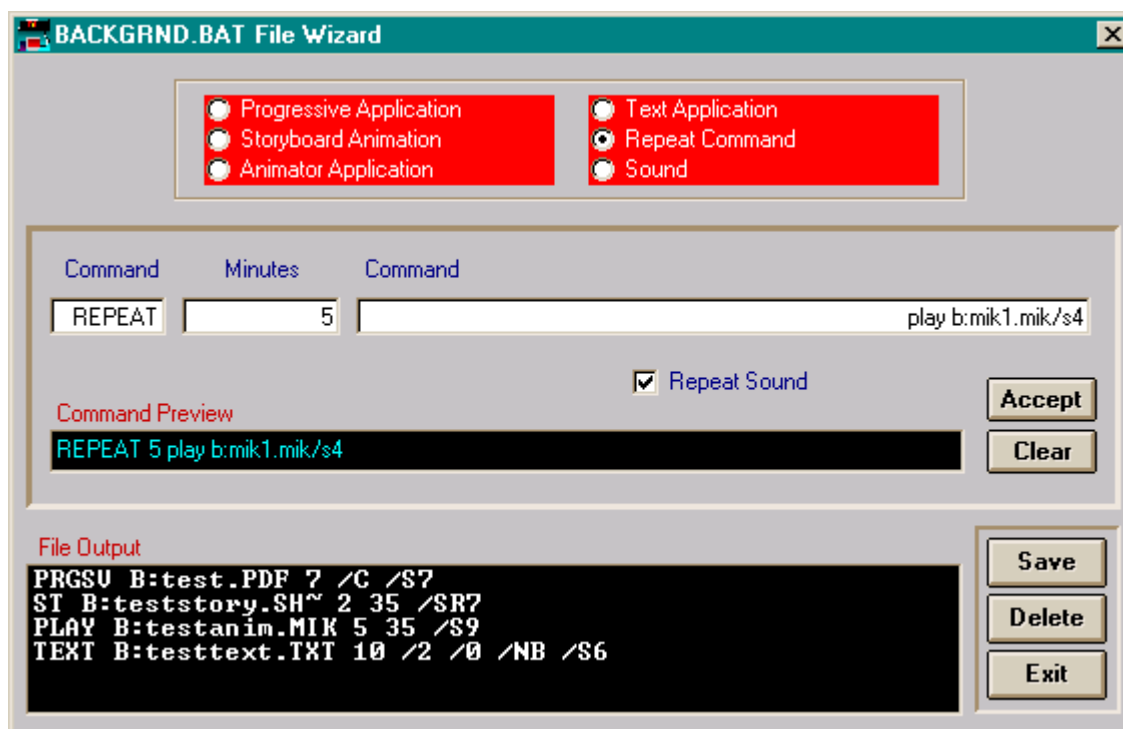 BACKGRND.BAT File Wizard
Progressive Application
Text Application
Storyboard Animation
Repeat Command
Animator Application
Sound
Command Minutes Command
REPEAT 5 play b:mik1.mik/s4
Repeat Sound
Accept
Command Preview
REPEAT 5 play b:mik1.mik/s4
Clear
File Output
PRGSV B:test.PDF 7 /C /S7
ST B:teststory.SH~ 2 35 /SR7
PLAY B:testanim.MIK 5 35 /S9
TEXT B:testtext.TXT 10 /2 /0 /NB /S6
Save
Delete
Exit